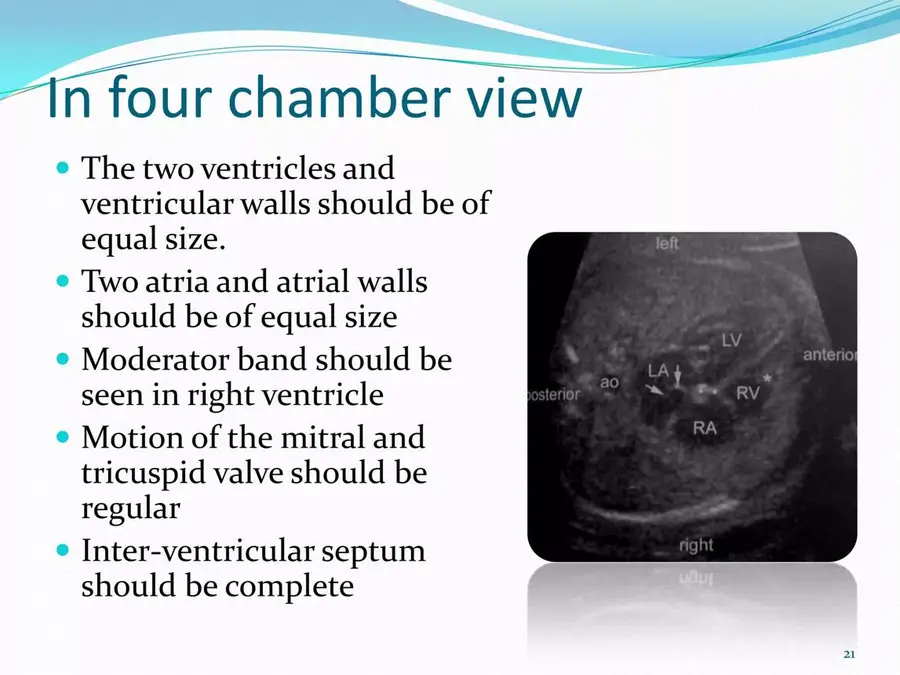 In four chamber view
• The two ventricles and
ventricular walls should be of
equal size.
• Two atria and atrial walls
should be of equal size
• Moderator band should be
seen in right ventricle
• Motion of the mitral and
tricuspid valve should be
regular
• Inter-ventricular septum
should be complete
left
LV
anterior
LA
ao
posterior
RV *
RA
right
21